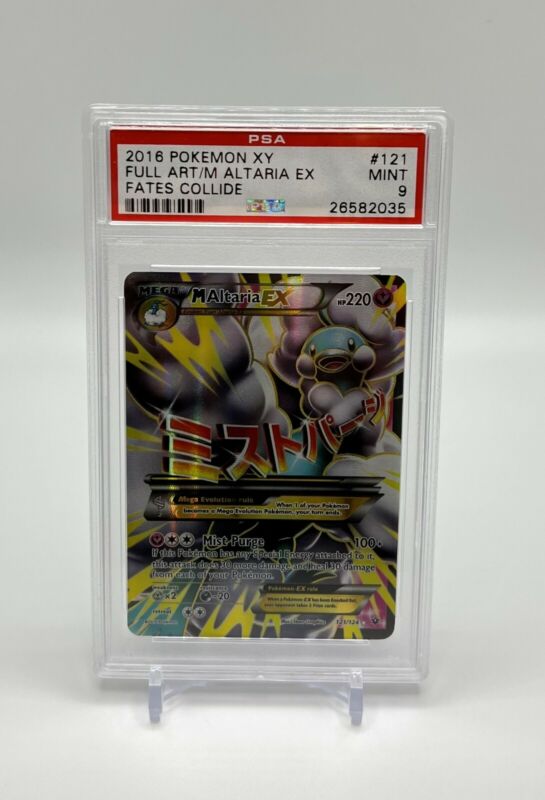 PSA
2016 POKEMON XY #121
FULL ART/M ALTARIA EX MINT
FATES COLLIDE 9
26582035
MEGA
MAltariaEX HP220
ミストパージ
Mega Evolution rule
When 1 of your Pokémon
becomes a Mega Evolution Pokémon, your turn ends.
Mist Purge 100+
If this Pokémon has any Special Energy attached to it,
this attack does 30 more damage and heal 30 damage
from each of your Pokémon.
weakness
×2
resistance
-20
retreat
Pokémon EX rule
When a Pokémon-EX has been Knocked Out,
your opponent takes 2 Prize cards.
121/124